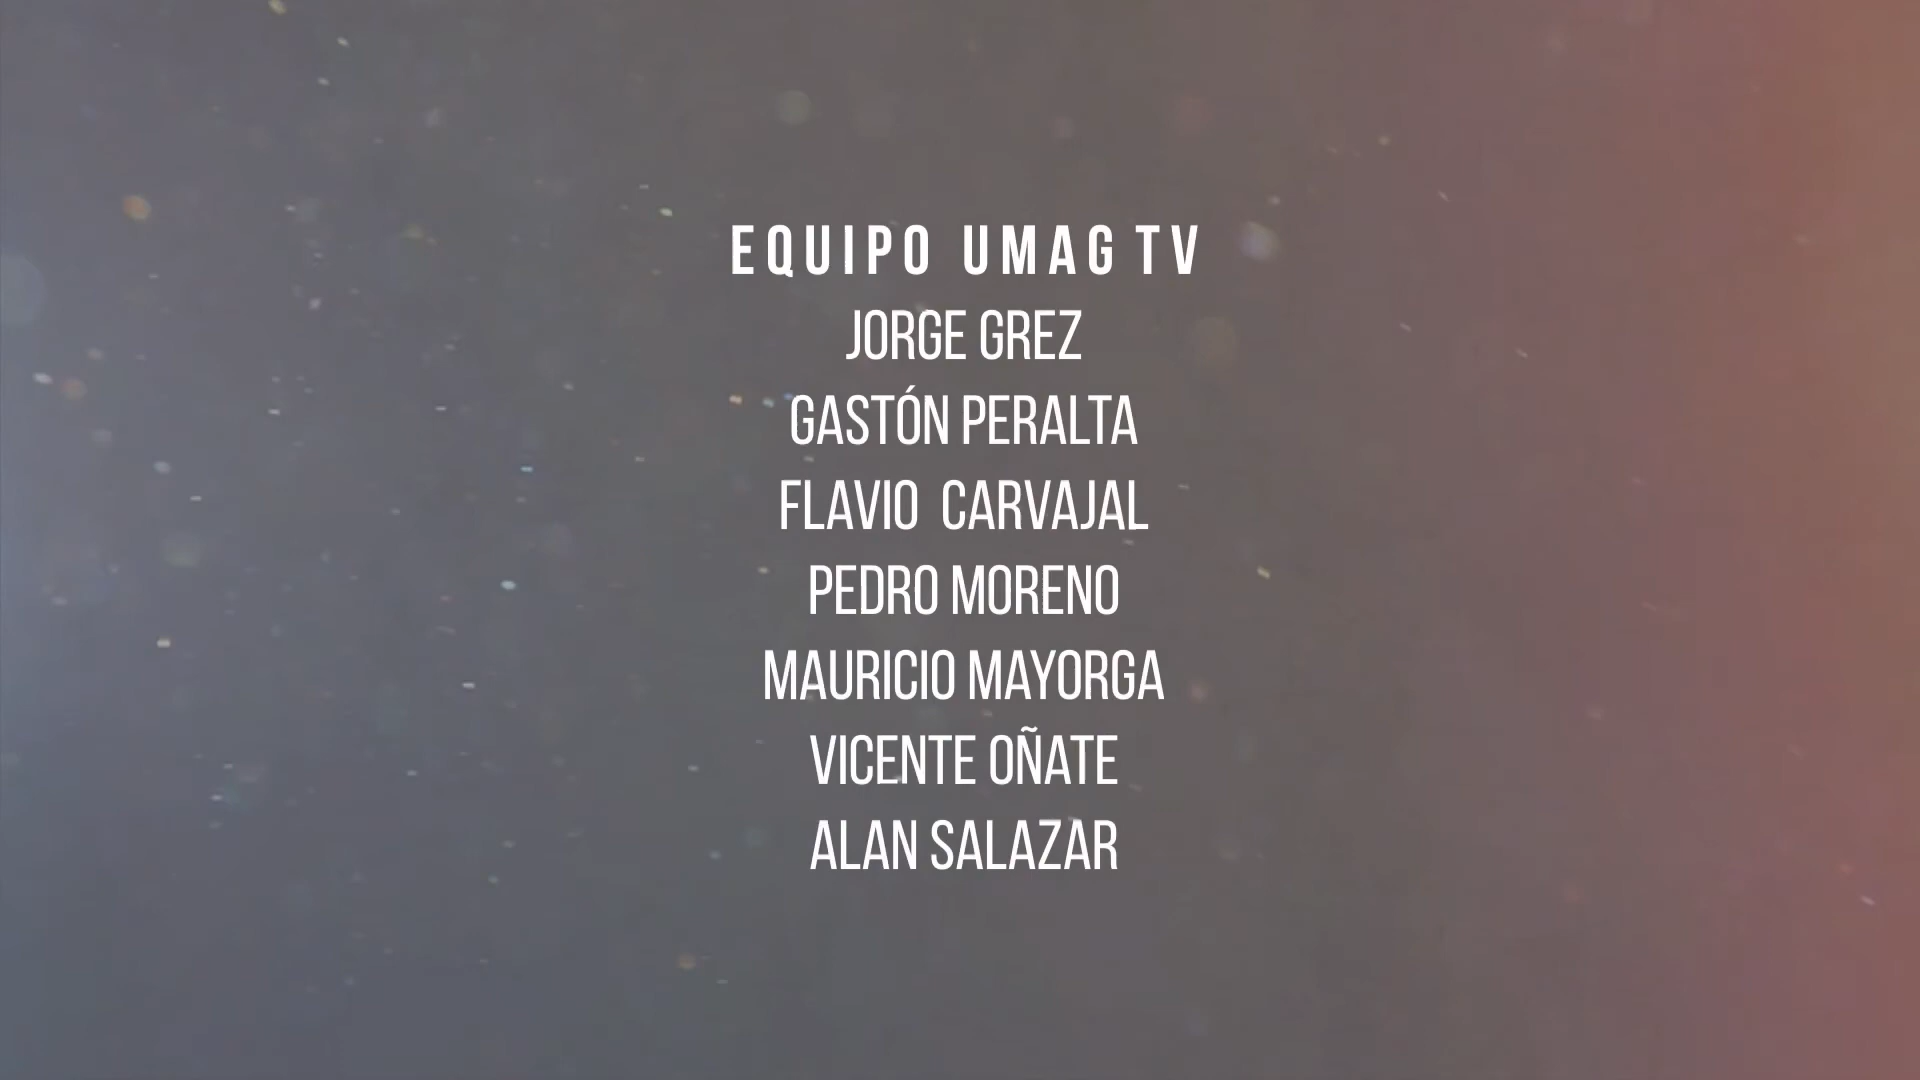 EQUIPO UMAG TV
JORGE GREZ
GASTÓN PERALTA
FLAVIO CARVAJAL
PEDRO MORENO
MAURICIO MAYORGA
VICENTE OÑATE
ALAN SALAZAR